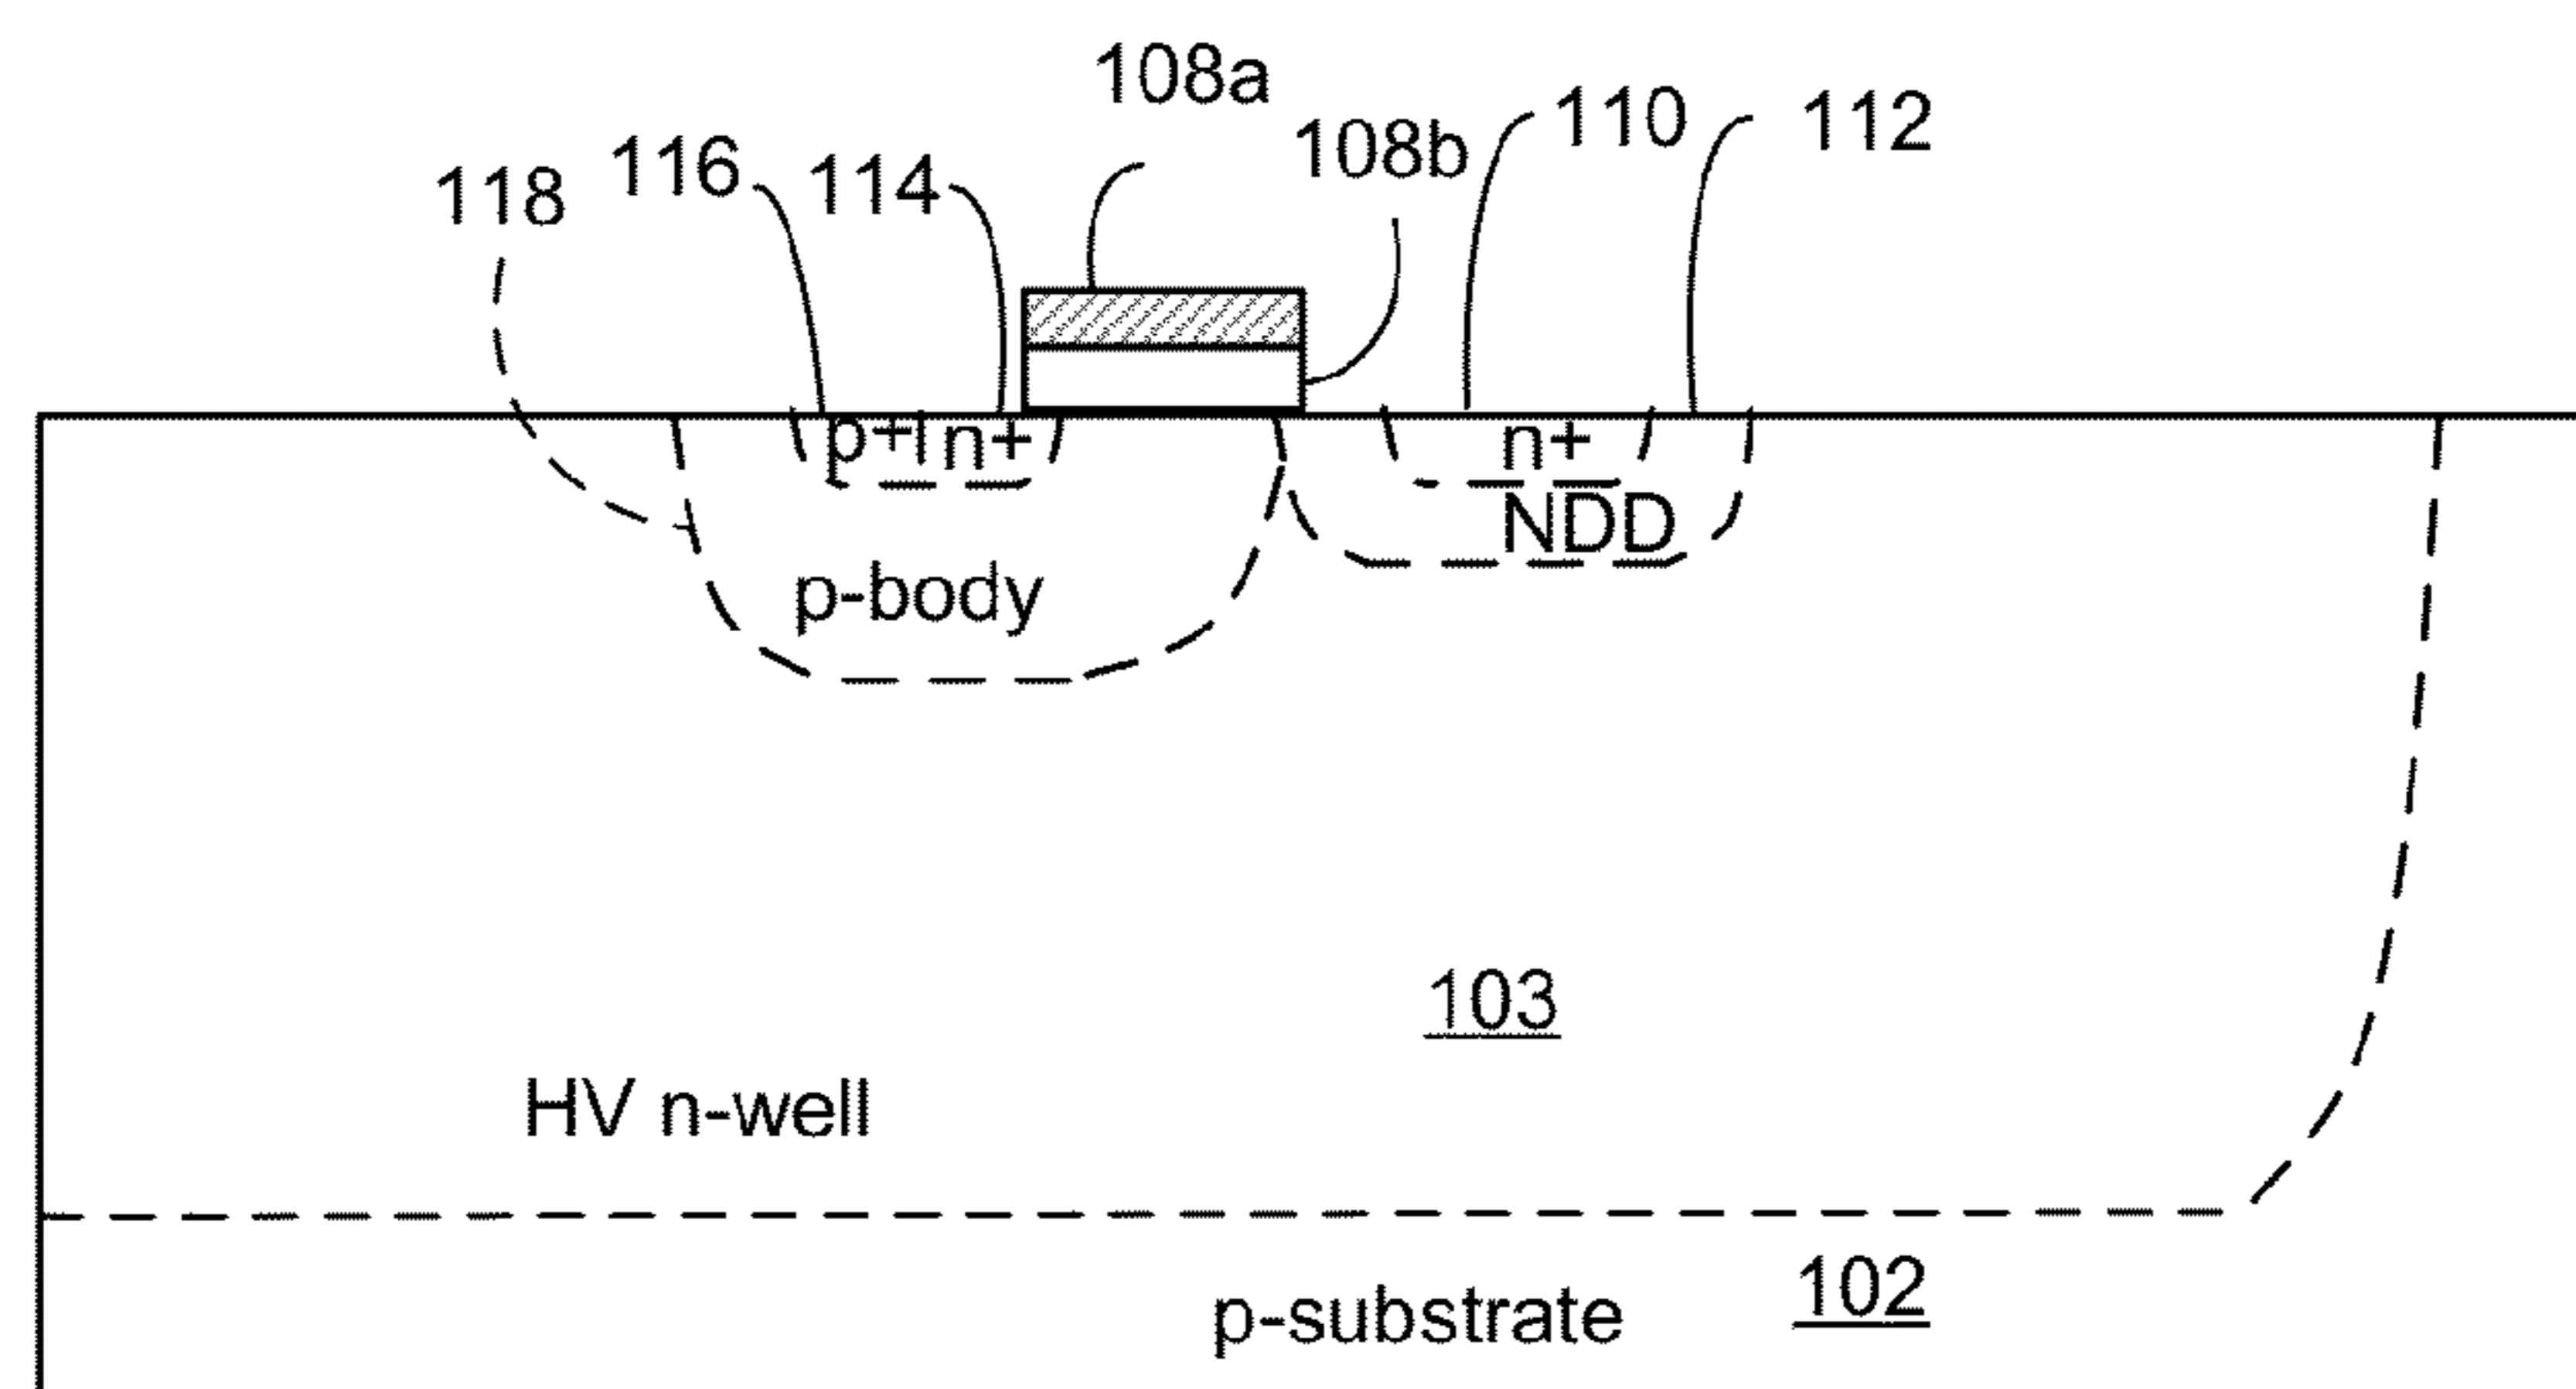 108a
108b
110
112
118
116
114
p+
n+
n+
NDD
p-body
103
HV n-well
102
p-substrate